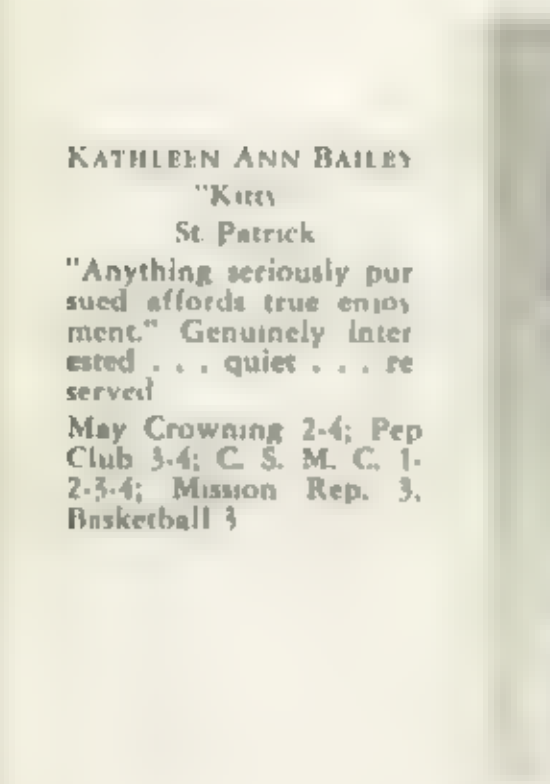 KATHLEEN ANN BAILEY
"Kitty
St. Patrick
"Anything seriously pur
sued affords true enjoy
ment." Genuinely inter
ested . . . quiet . . . re
served
May Crowning 2-4; Pep
Club 3-4; C. S. M. C. 1-
2-3-4; Mission Rep. 3,
Basketball 3